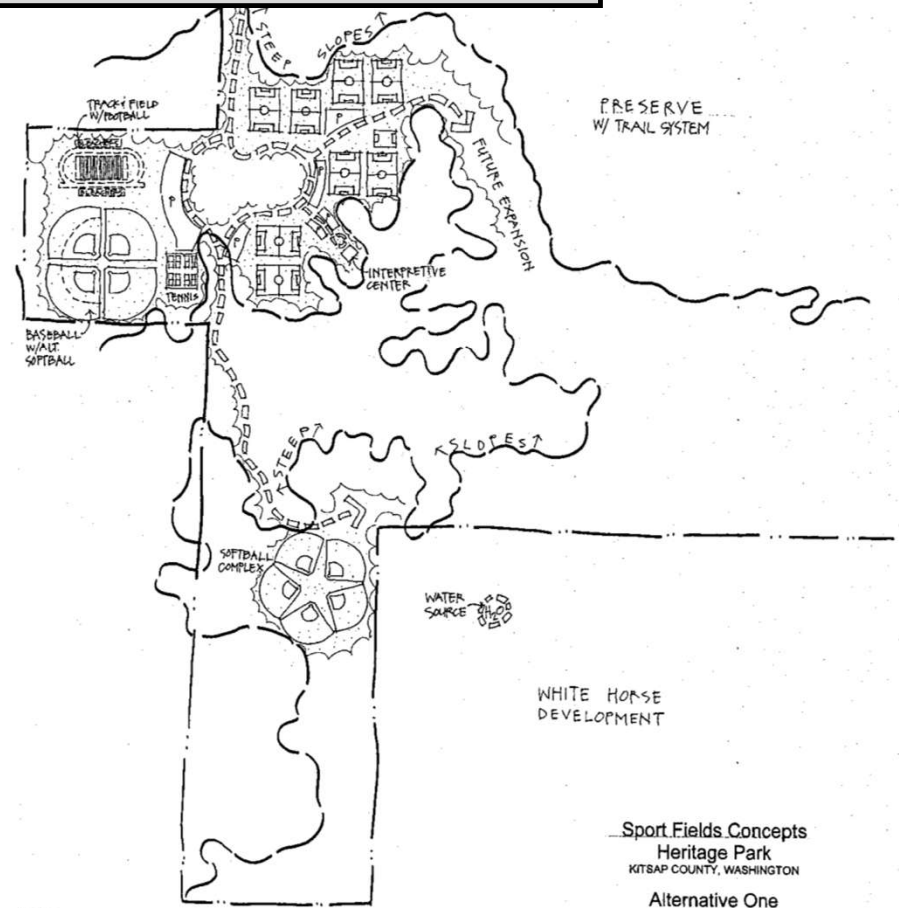 STEEP
SLOPES
PRESERVE
W/ TRAIL SYSTEM
TRACK & FIELD
W/ FOOTBALL
P
P
P
P
FUTURE EXPANSION
TENNIS
INTERPRETIVE
CENTER
BASEBALL
W/ALT.
SOFTBALL
STEEP
SLOPES
SOFTBALL
COMPLEX
WATER
SOURCE
H2O
WHITE HORSE
DEVELOPMENT
Sport Fields Concepts
Heritage Park
KITSAP COUNTY, WASHINGTON
Alternative One